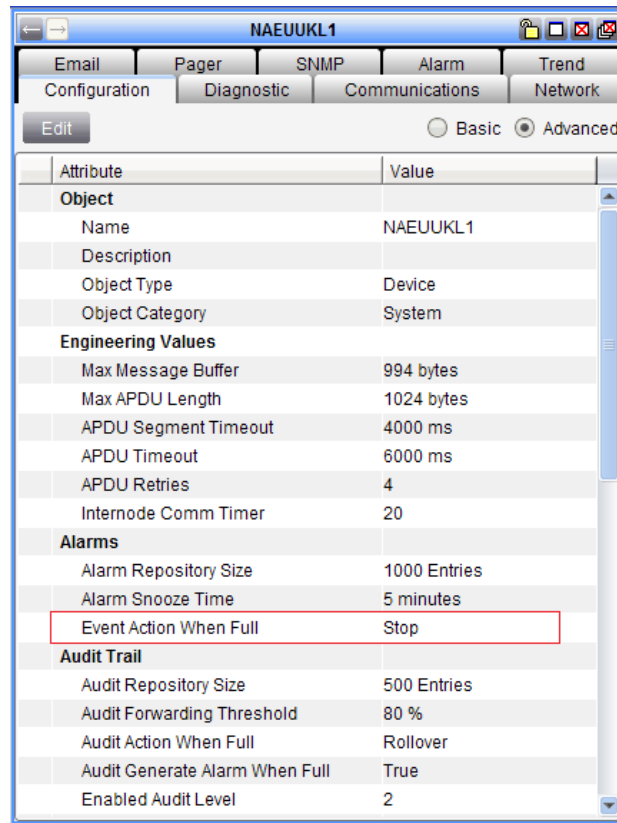 NAEUUKL1
Email Pager SNMP Alarm Trend
Configuration Diagnostic Communications Network
Edit Basic Advanced
Attribute Value
Object
Name NAEUUKL1
Description
Object Type Device
Object Category System
Engineering Values
Max Message Buffer 994 bytes
Max APDU Length 1024 bytes
APDU Segment Timeout 4000 ms
APDU Timeout 6000 ms
APDU Retries 4
Internode Comm Timer 20
Alarms
Alarm Repository Size 1000 Entries
Alarm Snooze Time 5 minutes
Event Action When Full Stop
Audit Trail
Audit Repository Size 500 Entries
Audit Forwarding Threshold 80 %
Audit Action When Full Rollover
Audit Generate Alarm When Full True
Enabled Audit Level 2